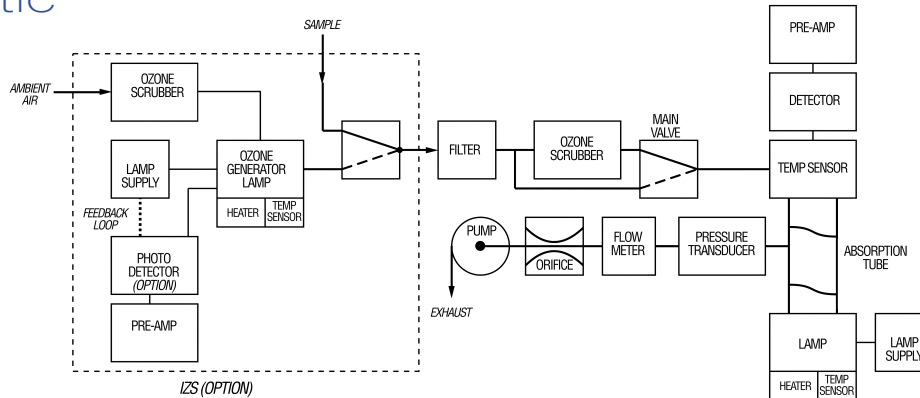 SAMPLE
AMBIENT
AIR
OZONE
SCRUBBER
LAMP
SUPPLY
OZONE
GENERATOR
LAMP
HEATER
TEMP
SENSOR
FEEDBACK
LOOP
PHOTO
DETECTOR
(OPTION)
PRE-AMP
IZS (OPTION)
FILTER
OZONE
SCRUBBER
MAIN
VALVE
PRE-AMP
DETECTOR
TEMP SENSOR
PUMP
ORIFICE
FLOW
METER
PRESSURE
TRANSDUCER
ABSORPTION
TUBE
EXHAUST
LAMP
HEATER
TEMP
SENSOR
LAMP
SUPPLY